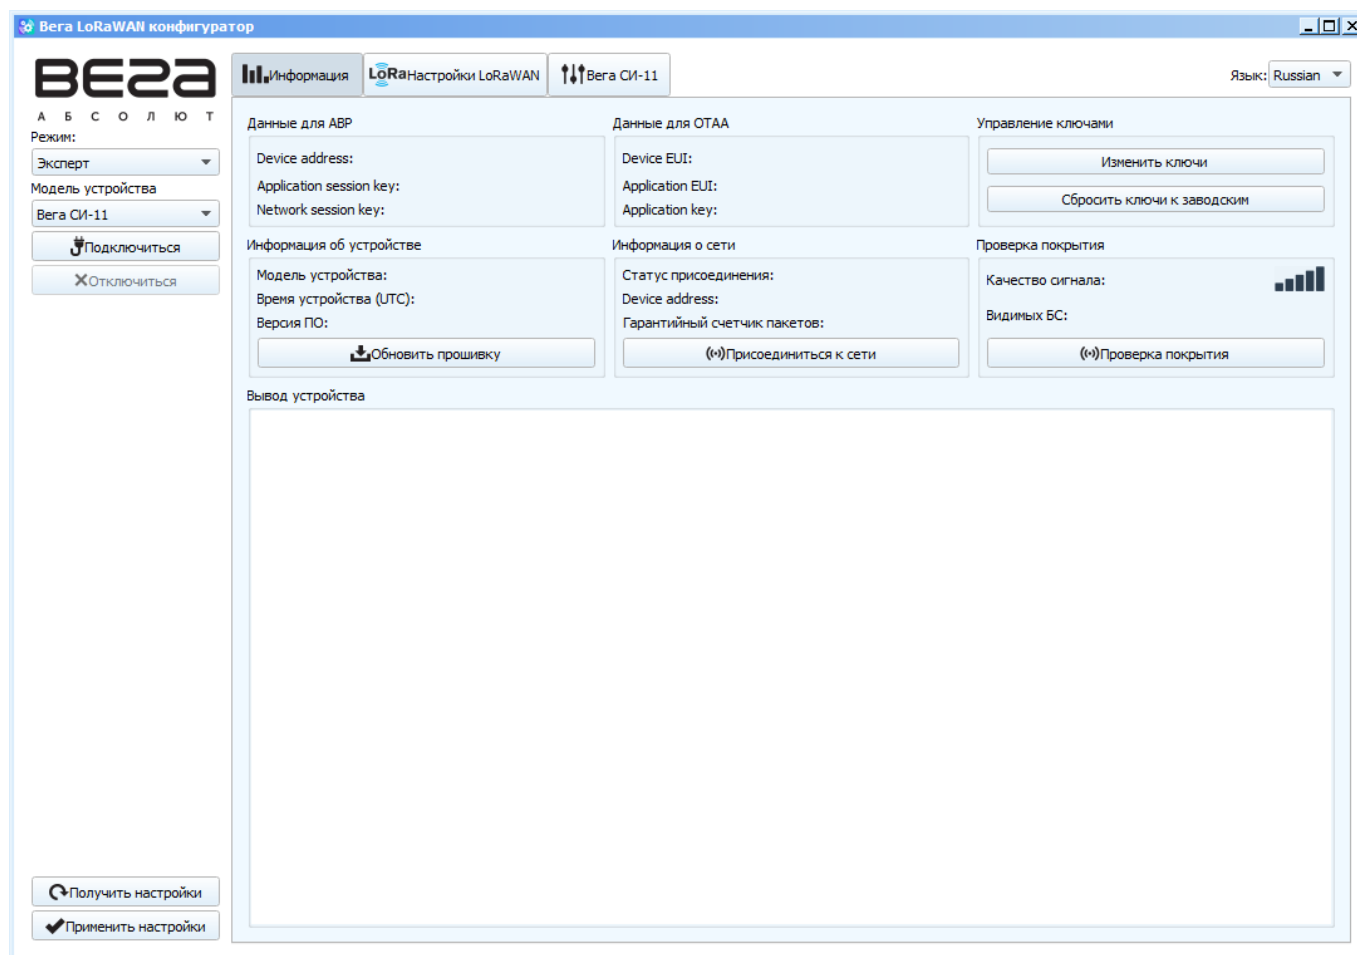 Вега LoRaWAN конфигуратор
ВЕГА
АБСОЛЮТ
Режим:
Эксперт
Модель устройства
Вега СИ-11
Подключиться
Отключиться
Получить настройки
Применить настройки
Информация
LoRa Настройки LoRaWAN
Вега СИ-11
Язык: Russian
Данные для ABP
Device address:
Application session key:
Network session key:
Данные для OTAA
Device EUI:
Application EUI:
Application key:
Управление ключами
Изменить ключи
Сбросить ключи к заводским
Информация об устройстве
Модель устройства:
Время устройства (UTC):
Версия ПО:
Обновить прошивку
Информация о сети
Статус присоединения:
Device address:
Гарантийный счетчик пакетов:
Присоединиться к сети
Проверка покрытия
Качество сигнала:
Видимых БС:
Проверка покрытия
Вывод устройства